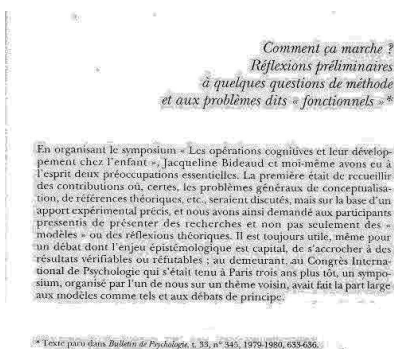 Comment ça marche ?
Réflexions préliminaires
à quelques questions de méthode
et aux problèmes dits « fonctionnels » *
En organisant le symposium « Les opérations cognitives et leur dévelop-
pement chez l'enfant », Jacqueline Bideaud et moi-même avons eu à
l'esprit deux préoccupations essentielles. La première était de recueillir
des contributions où, certes, les problèmes généraux de conceptualisa-
tion, de références théoriques, etc., seraient discutés, mais sur la base d'un
apport expérimental précis, et nous avons ainsi demandé aux participants
pressentis de présenter des recherches et non pas seulement des «
modèles » ou des réflexions théoriques. Il est toujours utile, même pour
un débat dont l'enjeu épistémologique est capital, de s'accrocher à des
résultats vérifiables ou réfutables ; au demeurant, au Congrès Interna-
tional de Psychologie qui s'était tenu à Paris trois ans plus tôt, un sympo-
sium, organisé par l'un de nous sur un thème voisin, avait fait la part large
aux modèles comme tels et aux débats de principe.
* Texte paru dans Bulletin de Psychologie, t. 33, n° 345, 1979-1980, 633-636.